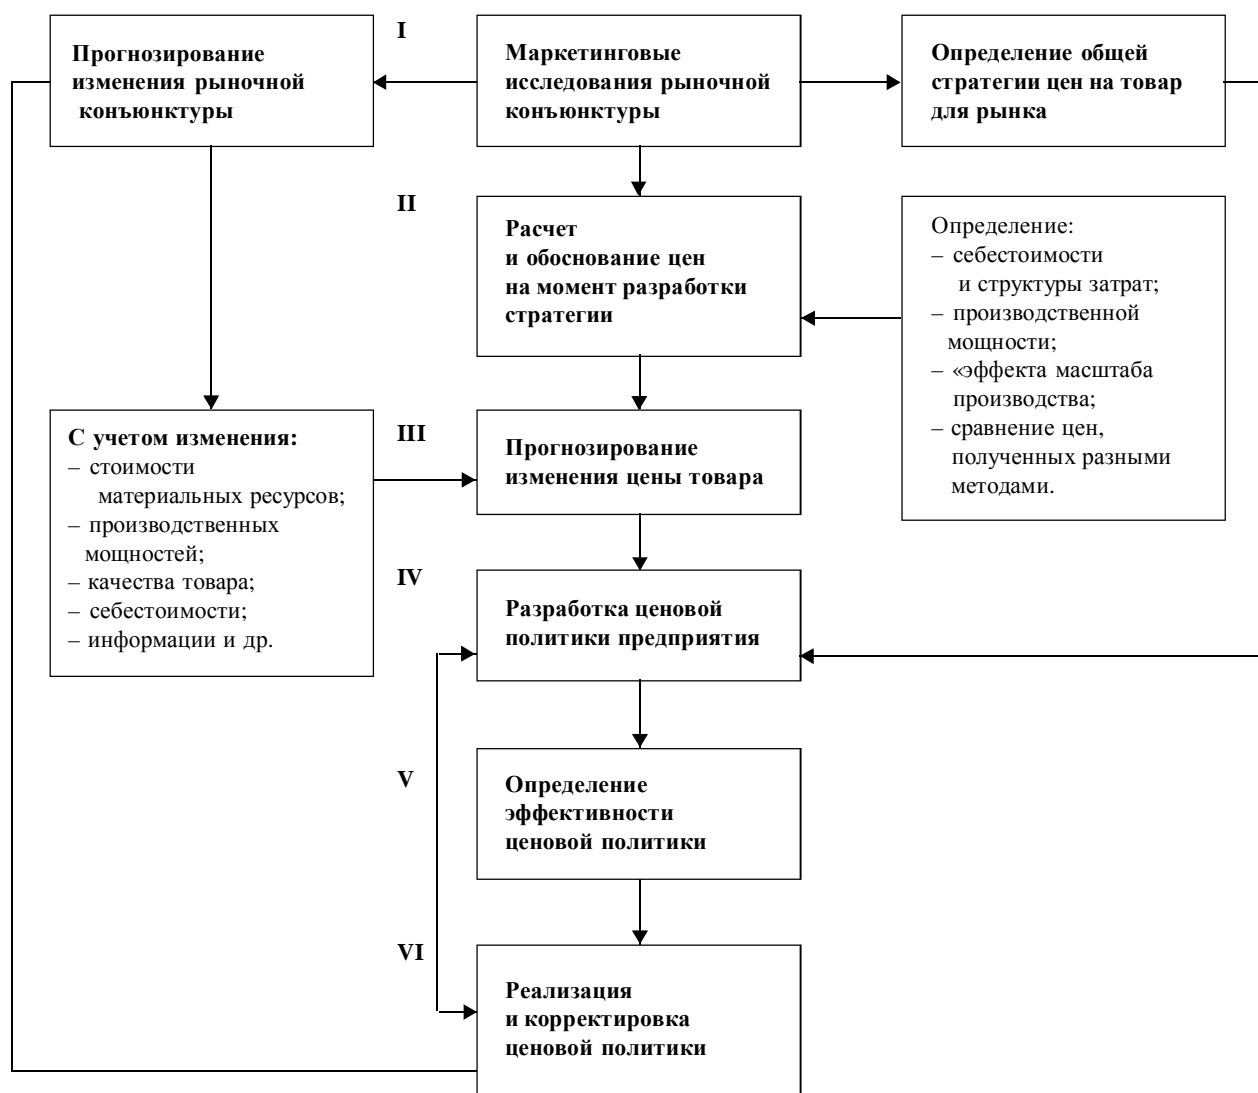 Прогнозирование
изменения рыночной
конъюнктуры
I
Маркетинговые
исследования рыночной
конъюнктуры
Определение общей
стратегии цен на товар
для рынка
II
Расчет
и обоснование цен
на момент разработки
стратегии
Определение:
– себестоимости
и структуры затрат;
– производственной
мощности;
– «эффекта масштаба
производства;
– сравнение цен,
полученных разными
методами.
С учетом изменения:
– стоимости
материальных ресурсов;
– производственных
мощностей;
– качества товара;
– себестоимости;
– информации и др.
III
Прогнозирование
изменения цены товара
IV
Разработка ценовой
политики предприятия
V
Определение
эффективности
ценовой политики
VI
Реализация
и корректировка
ценовой политики